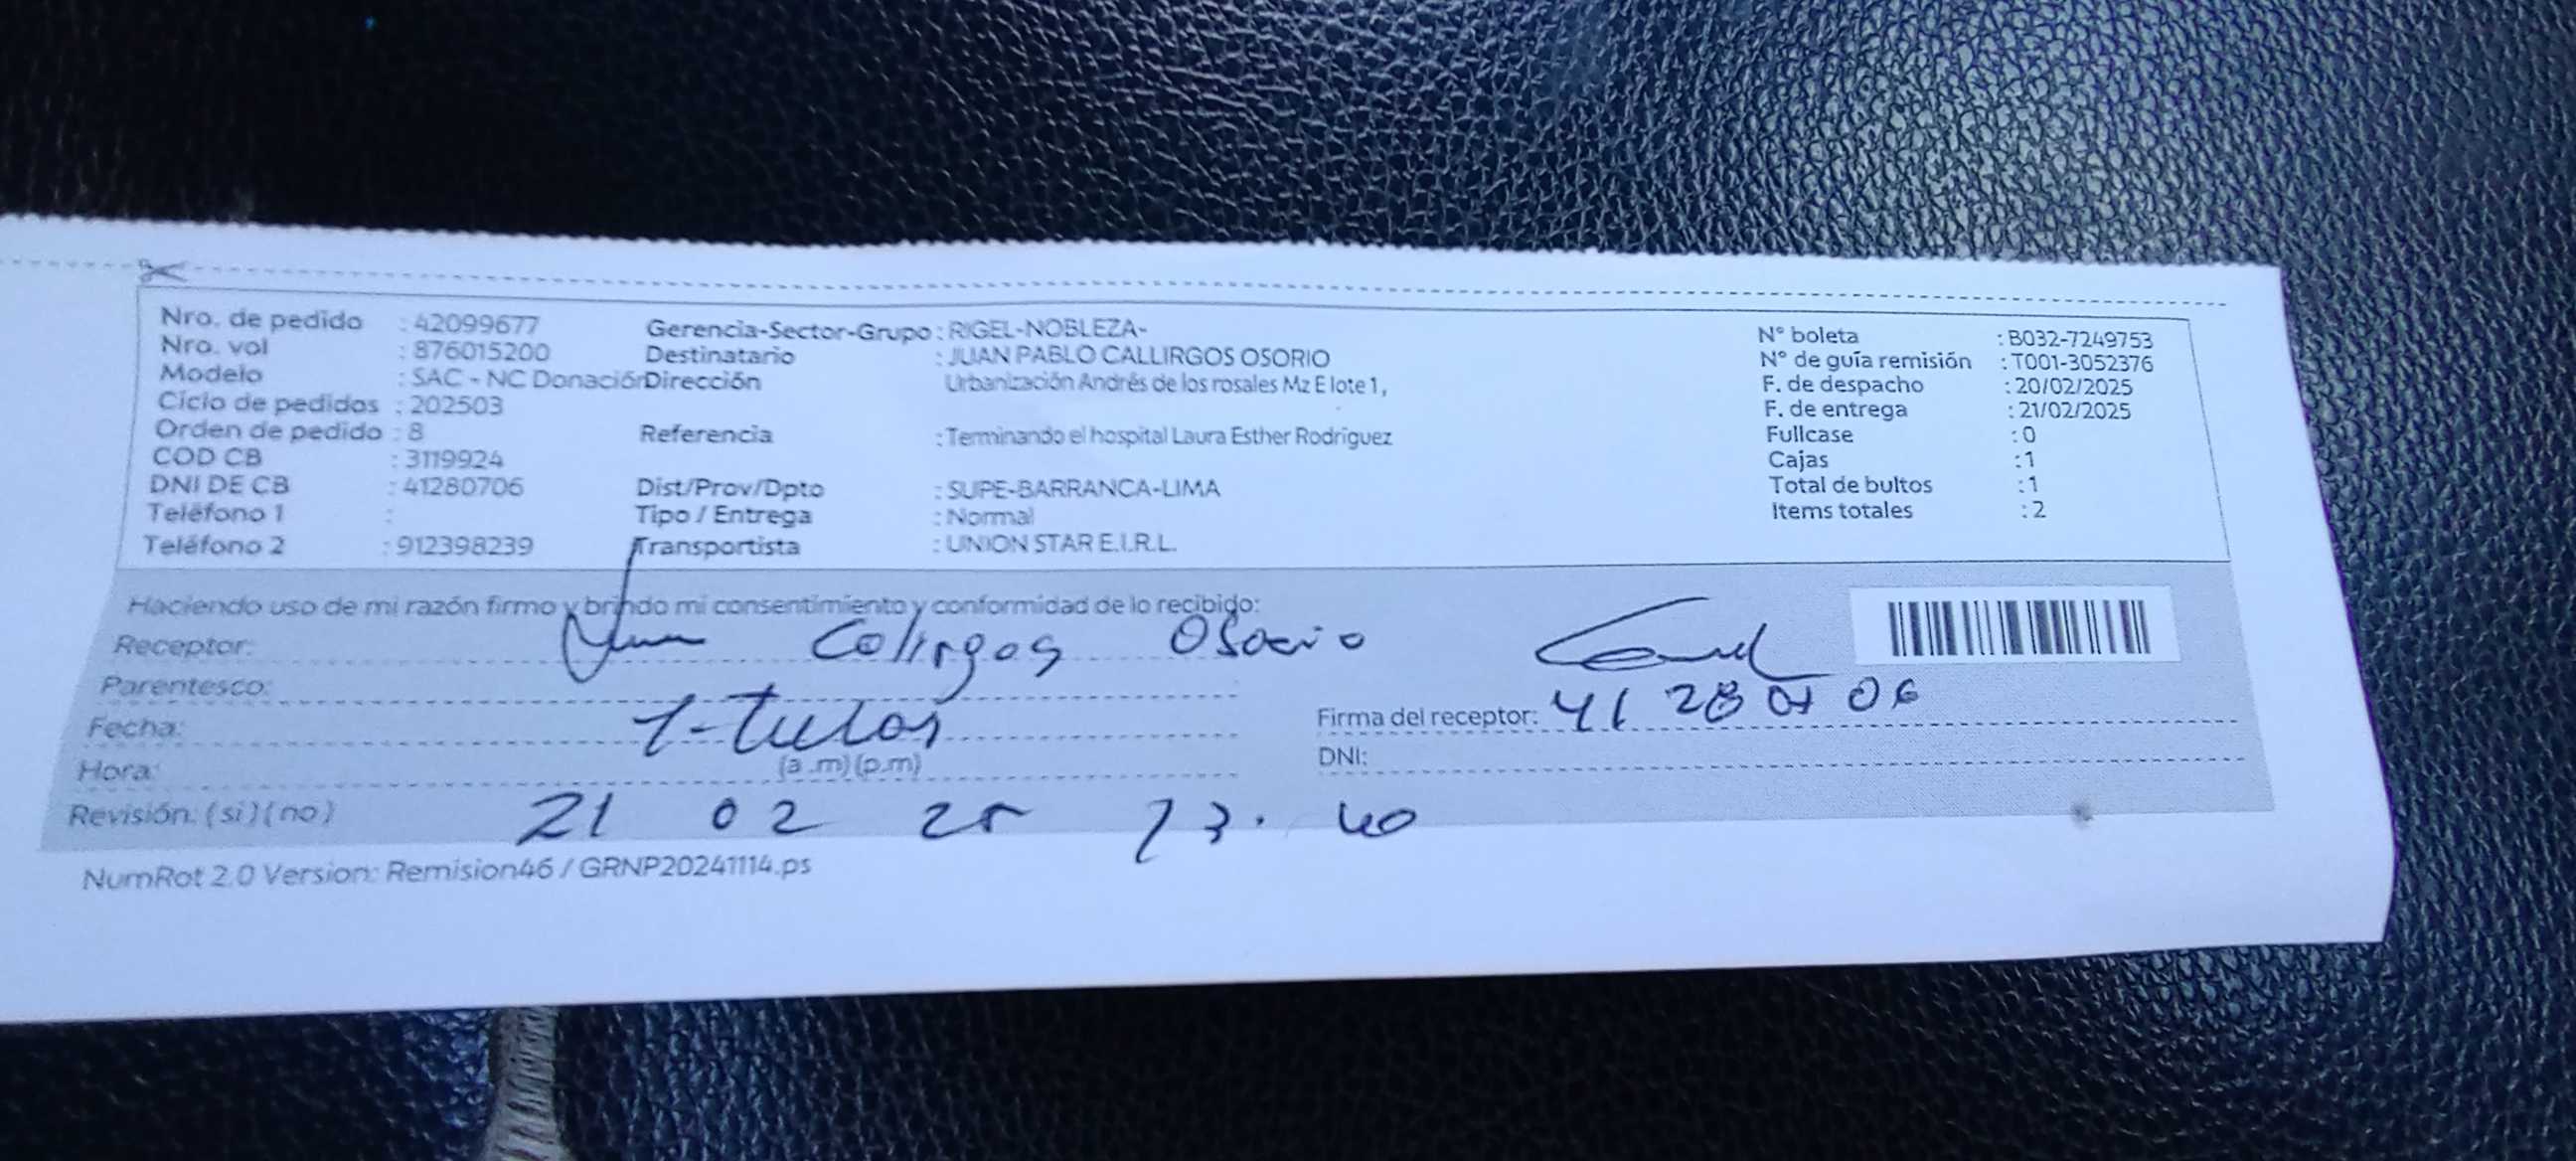 Nro. de pedido : 42099677 Gerencia-Sector-Grupo : RIGEL-NOBLEZA- N° boleta : B032-7249753
Nro. vol : 876015200 Destinatario : JUAN PABLO CALLIRGOS OSORIO N° de guía remisión : T001-3052376
Modelo : SAC - NC Donación Dirección Urbanización Andrés de los rosales Mz E lote 1, F. de despacho : 20/02/2025
Ciclo de pedidos : 202503 F. de entrega : 21/02/2025
Orden de pedido : 8 Referencia : Terminando el hospital Laura Esther Rodríguez Fullcase : 0
COD CB : 3119924 Cajas : 1
DNI DE CB : 41280706 Dist/Prov/Dpto : SUPE-BARRANCA-LIMA Total de bultos : 1
Teléfono 1 : Tipo / Entrega : Normal Items totales : 2
Teléfono 2 : 912398239 Transportista : UNION STAR E.I.R.L.
Haciendo uso de mi razón firmo y brindo mi consentimiento y conformidad de lo recibido:
Receptor: Colirgos Osorio
Parentesco:
Fecha: Firma del receptor: 41280706
Hora: (a .m) (p.m) DNI:
Revisión: ( si ) ( no ) 21 02 25 13. 40
NumRot 2.0 Version: Remision46 / GRNP20241114.ps